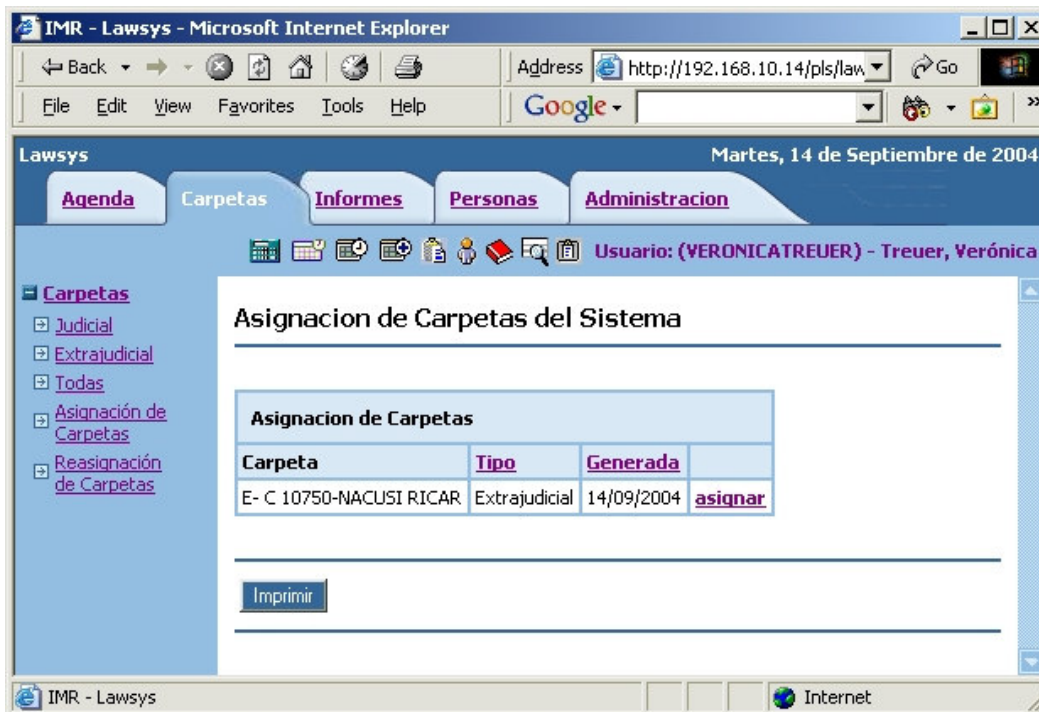 IMR - Lawsys - Microsoft Internet Explorer
Back Address http://192.168.10.14/pls/law Go
File Edit View Favorites Tools Help Google
Lawsys Martes, 14 de Septiembre de 2004
Agenda Carpetas Informes Personas Administracion
Usuario: (VERONICATREUER) - Treuer, Verónica
Carpetas
Judicial
Extrajudicial
Todas
Asignación de
Carpetas
Reasignación
de Carpetas
Asignacion de Carpetas del Sistema
Asignacion de Carpetas
Carpeta Tipo Generada
E- C 10750-NACUSI RICAR Extrajudicial 14/09/2004 asignar
Imprimir
IMR - Lawsys Internet